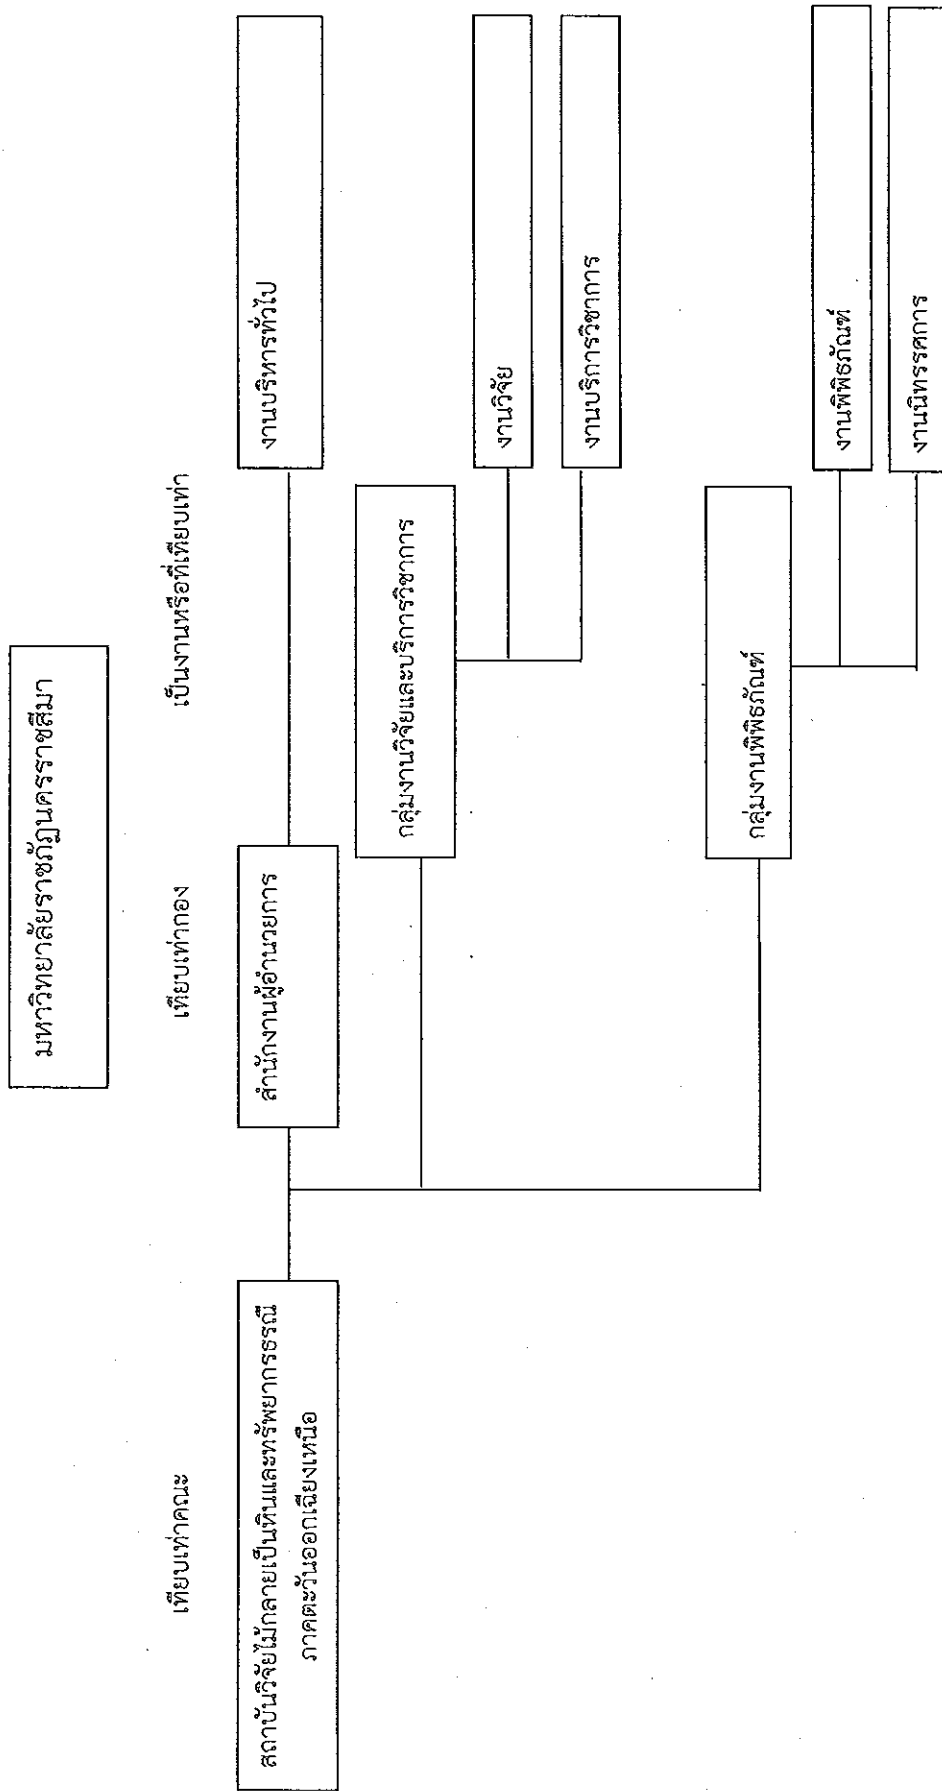 มหาวิทยาลัยราชภัฏนครราชสีมา
เทียบเท่าคณะ
เทียบเท่ากอง
เป็นงานหรือที่เทียบเท่า
สถาบันวิจัยไม้กลายเป็นหินและทรัพยากรธรณี
ภาคตะวันออกเฉียงเหนือ
สำนักงานผู้อำนวยการ
งานบริหารทั่วไป
กลุ่มงานวิจัยและบริการวิชาการ
งานวิจัย
งานบริการวิชาการ
กลุ่มงานพิพิธภัณฑ์
งานพิพิธภัณฑ์
งานนิทรรศการ